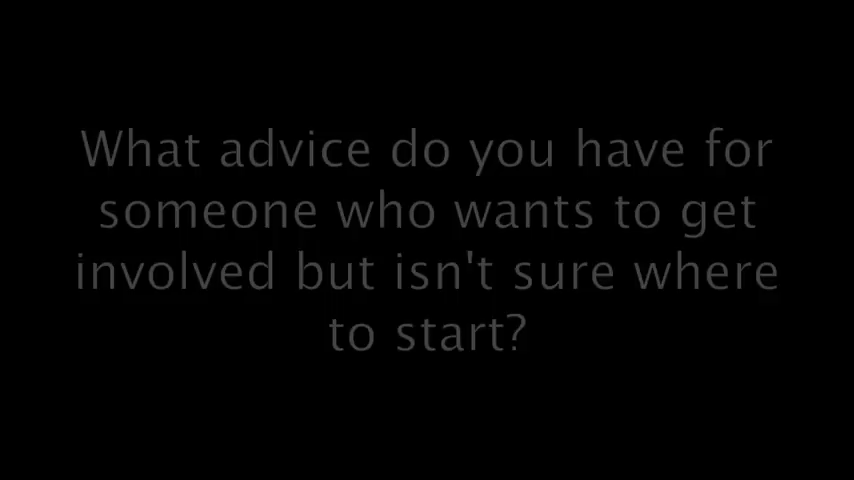 What advice do you have for
someone who wants to get
involved but isn't sure where
to start?